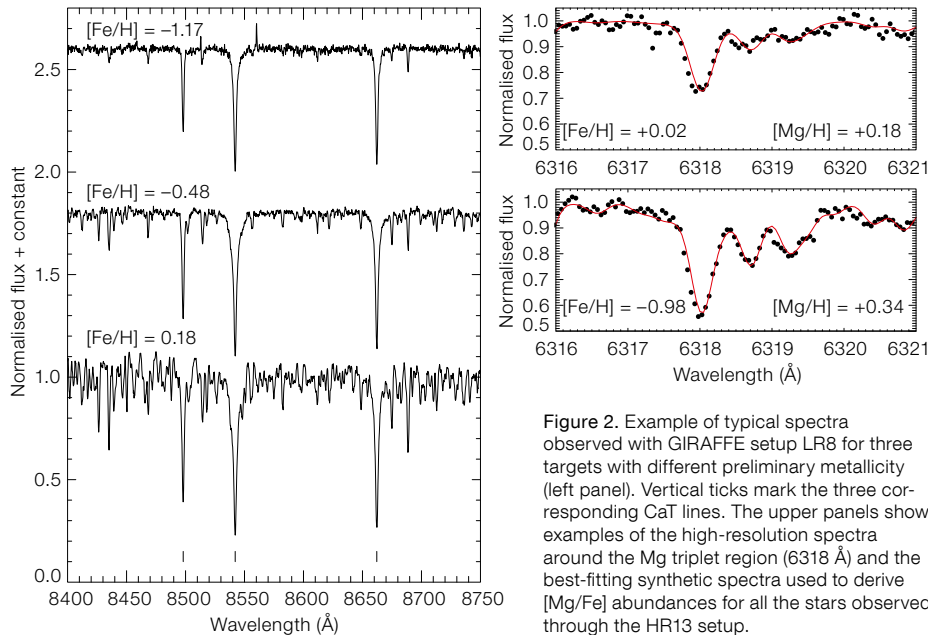 [Fe/H] = −1.17
2.5
2.0
[Fe/H] = −0.48
1.5
[Fe/H] = 0.18
1.0
0.5
0.0
Normalised flux + constant
8400 8450 8500 8550 8600 8650 8700 8750
Wavelength (Å)
1.0
0.9
0.8
0.7
0.6
0.5
Normalised flux
[Fe/H] = +0.02 [Mg/H] = +0.18
6316 6317 6318 6319 6320 6321
1.0
0.9
0.8
0.7
0.6
0.5
Normalised flux
[Fe/H] = −0.98 [Mg/H] = +0.34
6316 6317 6318 6319 6320 6321
Wavelength (Å)
Figure 2. Example of typical spectra
observed with GIRAFFE setup LR8 for three
targets with different preliminary metallicity
(left panel). Vertical ticks mark the three cor-
responding CaT lines. The upper panels show
examples of the high-resolution spectra
around the Mg triplet region (6318 Å) and the
best-fitting synthetic spectra used to derive
[Mg/Fe] abundances for all the stars observed
through the HR13 setup.